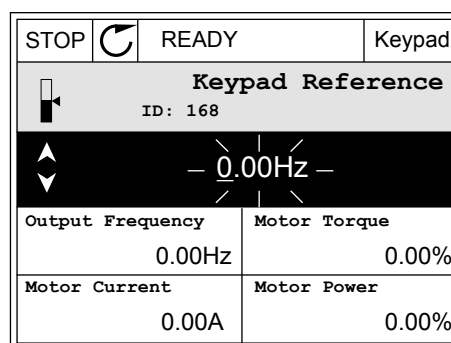 STOP READY Keypad
Keypad Reference
ID: 168
0.00Hz
Output Frequency Motor Torque
0.00Hz 0.00%
Motor Current Motor Power
0.00A 0.00%